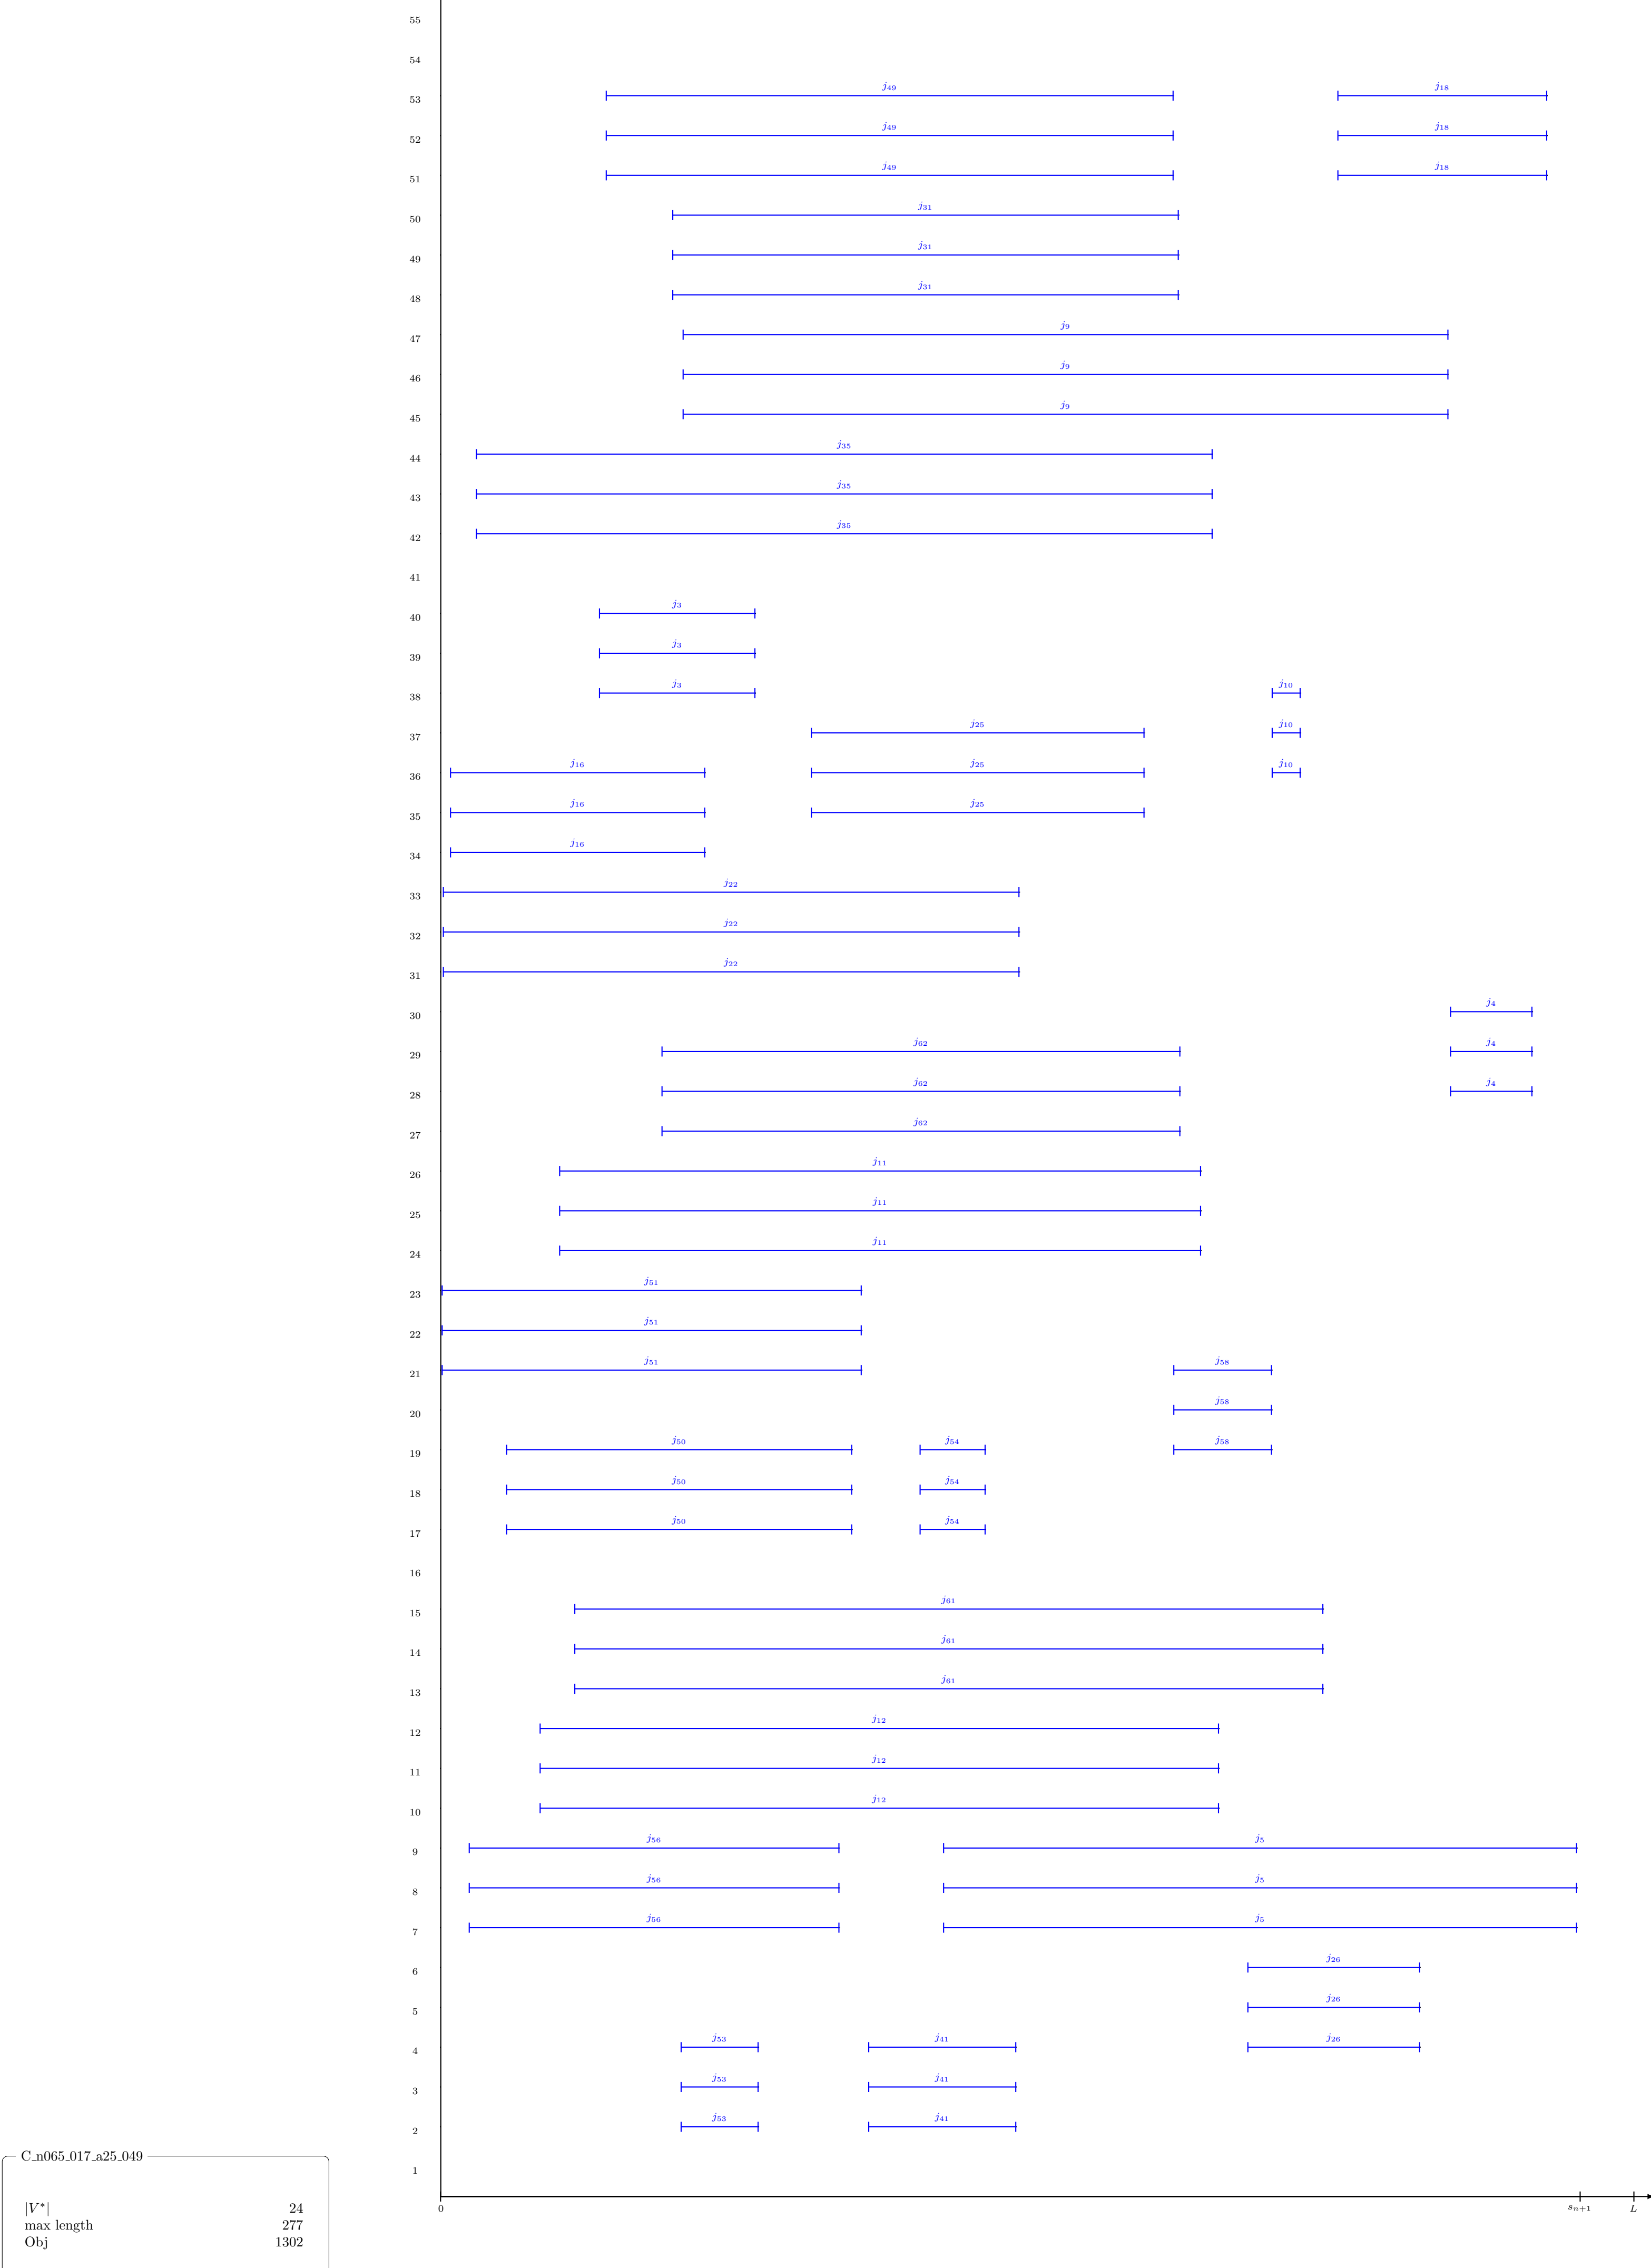 55
54
j49 j18
53
j49 j18
52
j49 j18
51
j31
50
j31
49
j31
48
j9
47
j9
46
j9
45
j35
44
j35
43
j35
42
41
j3
40
j3
39
j3 j10
38
j25 j10
37
j16 j25 j10
36
j16 j25
35
j16
34
j22
33
j22
32
j22
31
j4
30
j62 j4
29
j62 j4
28
j62
27
j11
26
j11
25
j11
24
j51
23
j51
22
j51 j58
21
j58
20
j50 j54 j58
19
j50 j54
18
j50 j54
17
16
j61
15
j61
14
j61
13
j12
12
j12
11
j12
10
j56 j5
9
j56 j5
8
j56 j5
7
j26
6
j26
5
j53 j41 j26
4
j53 j41
3
j53 j41
2
1
0 sn+1 L
C_n065_017_a25_049
|V*| 24
max length 277
Obj 1302